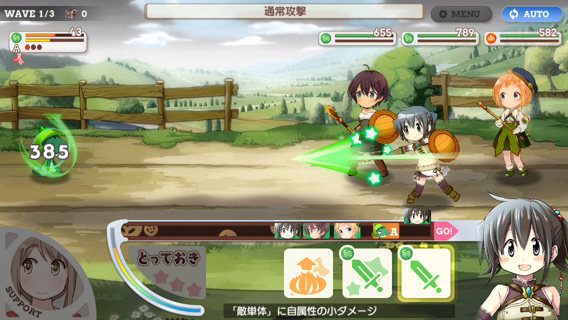 WAVE 1/3 0
通常攻撃
MENU
AUTO
43
A
655
789
582
385
A
GO!
とっておき
SUPPORT
「敵単体」に自属性の小ダメージ